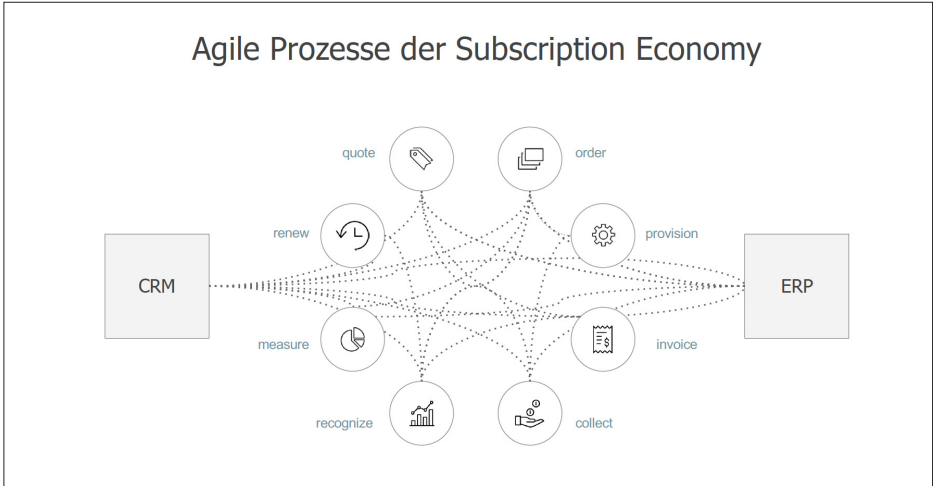 Agile Prozesse der Subscription Economy
quote
order
renew
provision
CRM
ERP
measure
invoice
recognize
collect